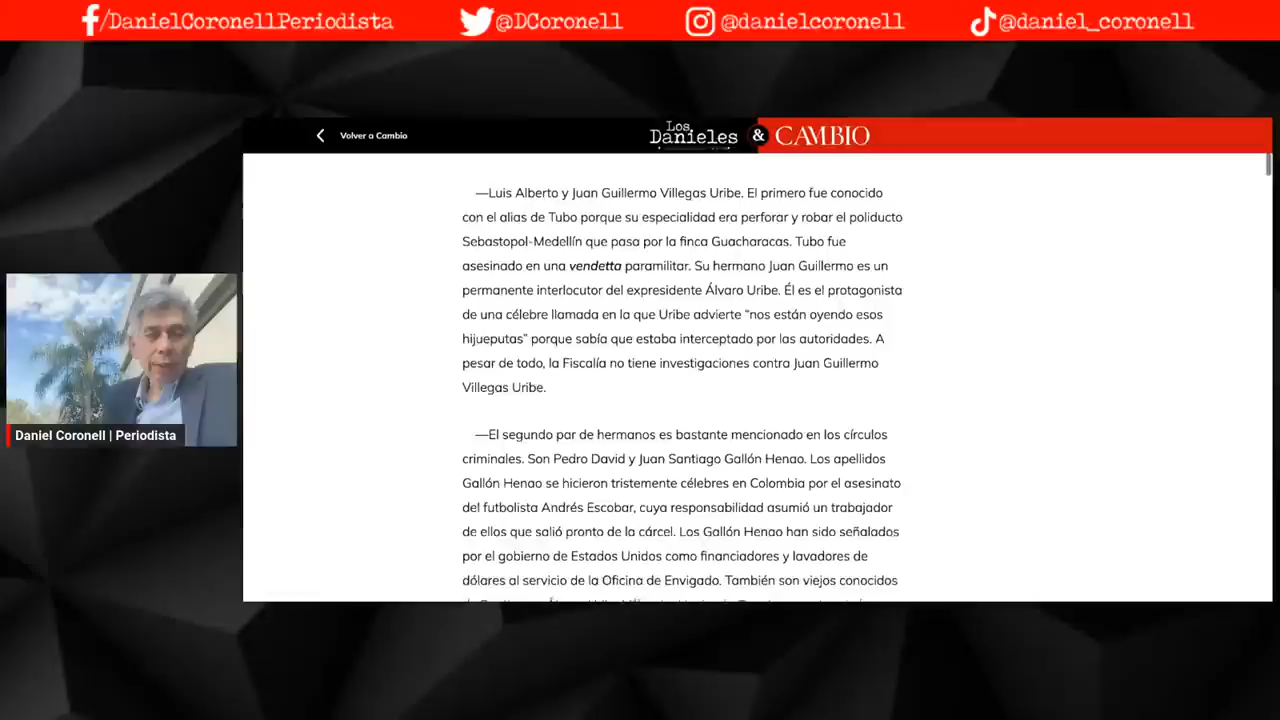 /DanielCoronellPeriodista
@DCoronell
@danielcoronell
@daniel_coronell
Volver a Cambio
Los Danieles & CAMBIO
—Luis Alberto y Juan Guillermo Villegas Uribe. El primero fue conocido
con el alias de Tubo porque su especialidad era perforar y robar el poliducto
Sebastopol-Medellín que pasa por la finca Guacharacas. Tubo fue
asesinado en una vendetta paramilitar. Su hermano Juan Guillermo es un
permanente interlocutor del expresidente Álvaro Uribe. Él es el protagonista
de una célebre llamada en la que Uribe advierte “nos están oyendo esos
hijueputas” porque sabía que estaba interceptado por las autoridades. A
pesar de todo, la Fiscalía no tiene investigaciones contra Juan Guillermo
Villegas Uribe.
—El segundo par de hermanos es bastante mencionado en los círculos
criminales. Son Pedro David y Juan Santiago Gallón Henao. Los apellidos
Gallón Henao se hicieron tristemente célebres en Colombia por el asesinato
del futbolista Andrés Escobar, cuya responsabilidad asumió un trabajador
de ellos que salió pronto de la cárcel. Los Gallón Henao han sido señalados
por el gobierno de Estados Unidos como financiadores y lavadores de
dólares al servicio de la Oficina de Envigado. También son viejos conocidos
Daniel Coronell | Periodista